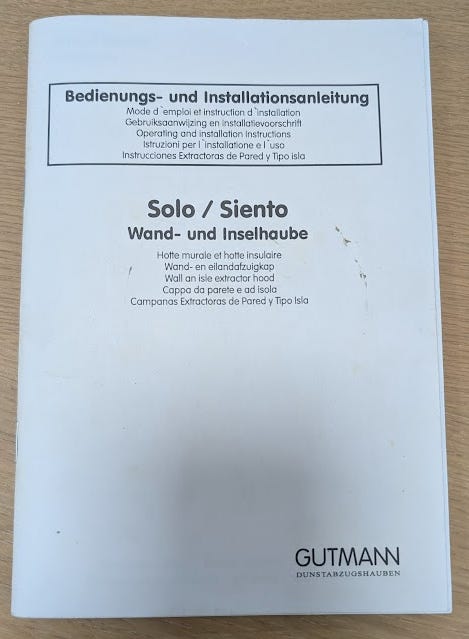 Bedienungs- und Installationsanleitung
Mode d`emploi et instruction d`installation
Gebruiksaanwijzing en installatievoorschrift
Operating and installation instructions
Istruzioni per l`installatione e l`uso
Instrucciones Extractoras de Pared y Tipo isla
Solo / Siento
Wand- und Inselhaube
Hotte murale et hotte insulaire
Wand- en eilandafzuigkap
Wall an isle extractor hood
Cappa da parete e ad isola
Campanas Extractoras de Pared y Tipo Isla
GUTMANN
DUNSTABZUGSHAUBEN